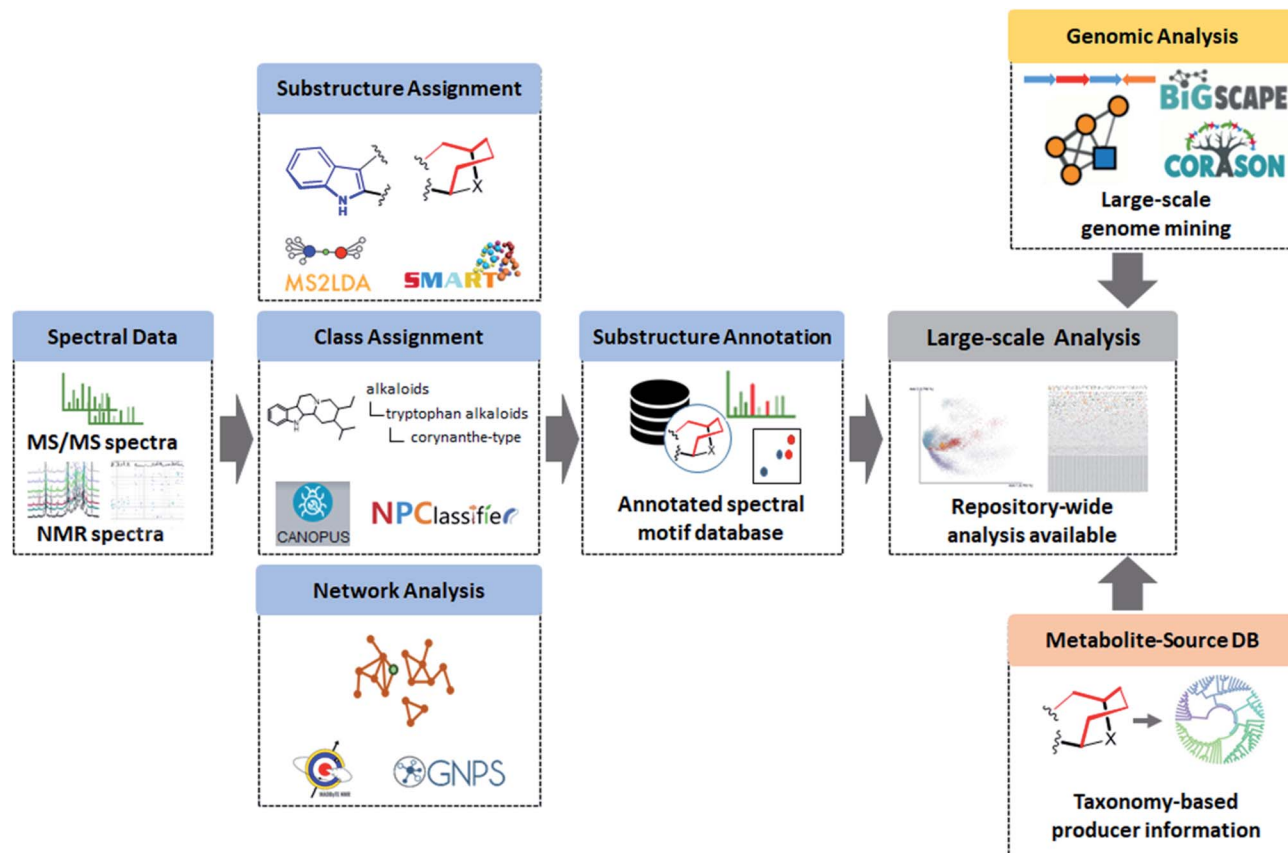 Genomic Analysis
BiGSCAPE
CORASON
Large-scale
genome mining
Substructure Assignment
N
H
X
MS2LDA
SMART
Spectral Data
MS/MS spectra
NMR spectra
Class Assignment
alkaloids
tryptophan alkaloids
corynanthe-type
N
N
H
CANOPUS
NPClassifier
Substructure Annotation
X
Annotated spectral
motif database
Large-scale Analysis
Repository-wide
analysis available
Network Analysis
GNPS
Metabolite-Source DB
X
Taxonomy-based
producer information